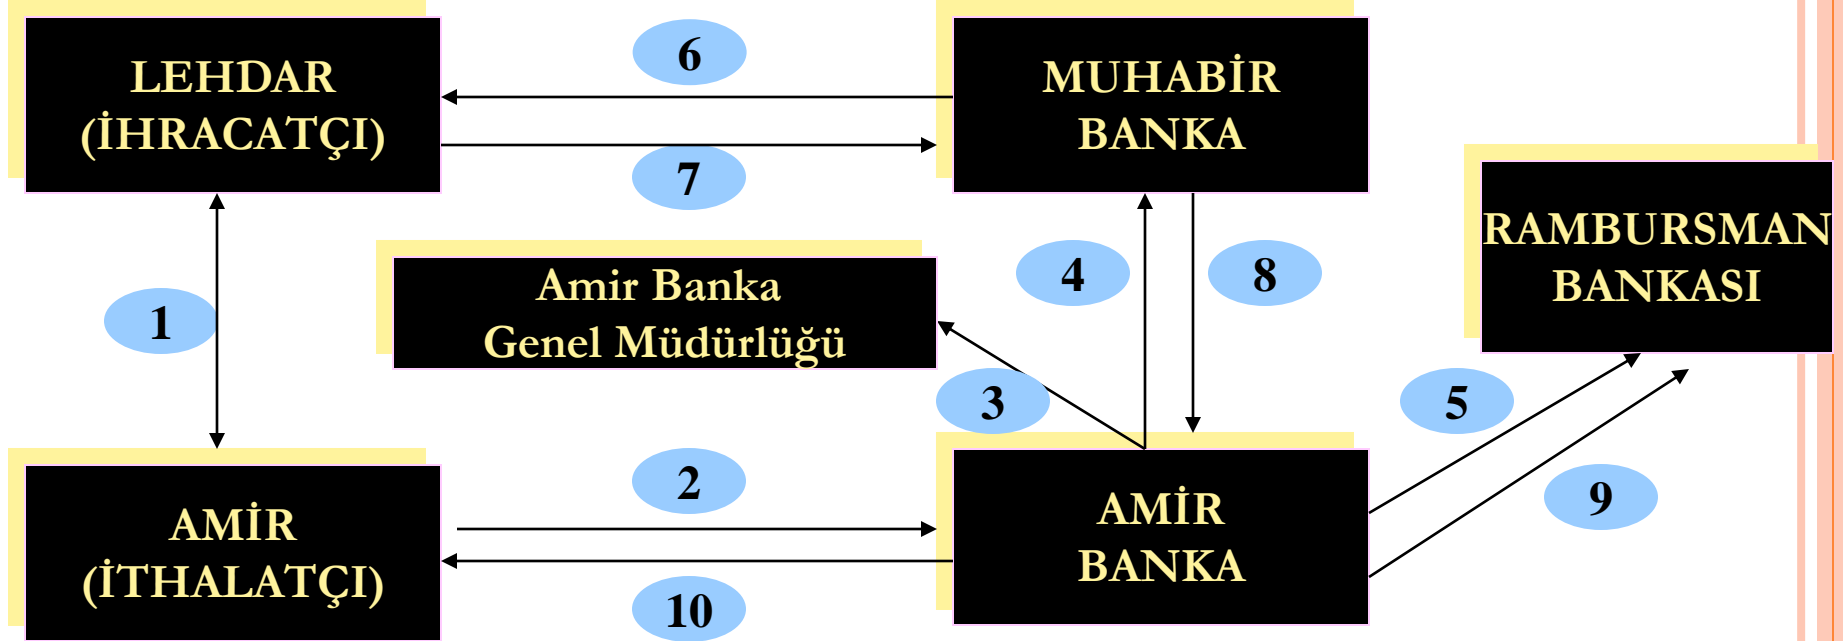 LEHDAR
(İHRACATÇI)
6
7
MUHABİR
BANKA
RAMBURSMAN
BANKASI
1
Amir Banka
Genel Müdürlüğü
4
8
3
5
9
AMİR
(İTHALATÇI)
2
10
AMİR
BANKA